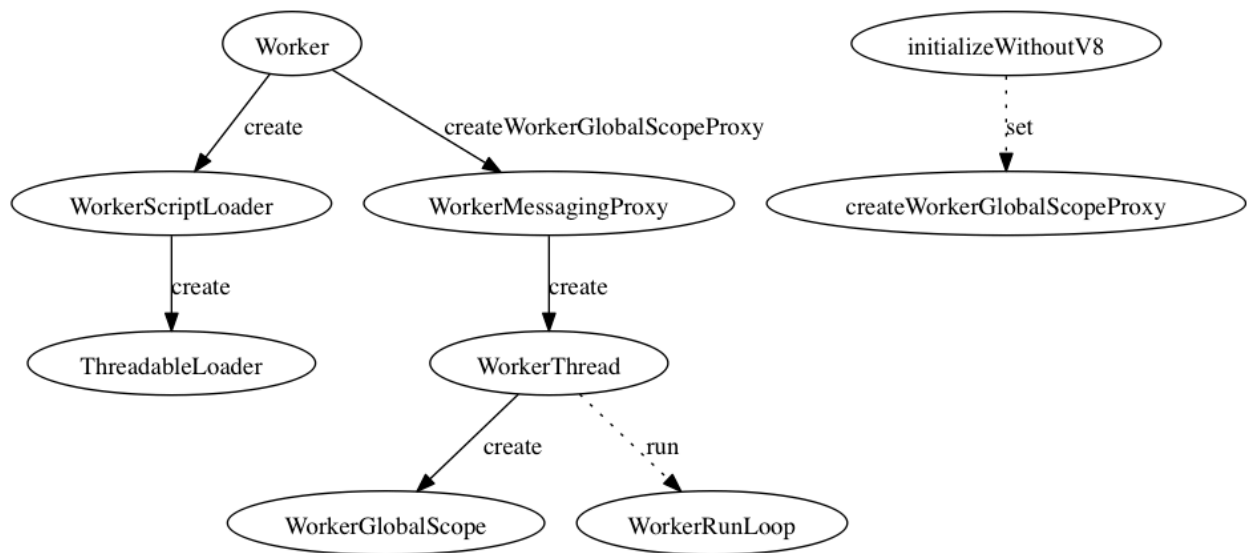 Worker
initializeWithoutV8
create
createWorkerGlobalScopeProxy
set
WorkerScriptLoader
WorkerMessagingProxy
createWorkerGlobalScopeProxy
create
create
ThreadableLoader
WorkerThread
create
run
WorkerGlobalScope
WorkerRunLoop